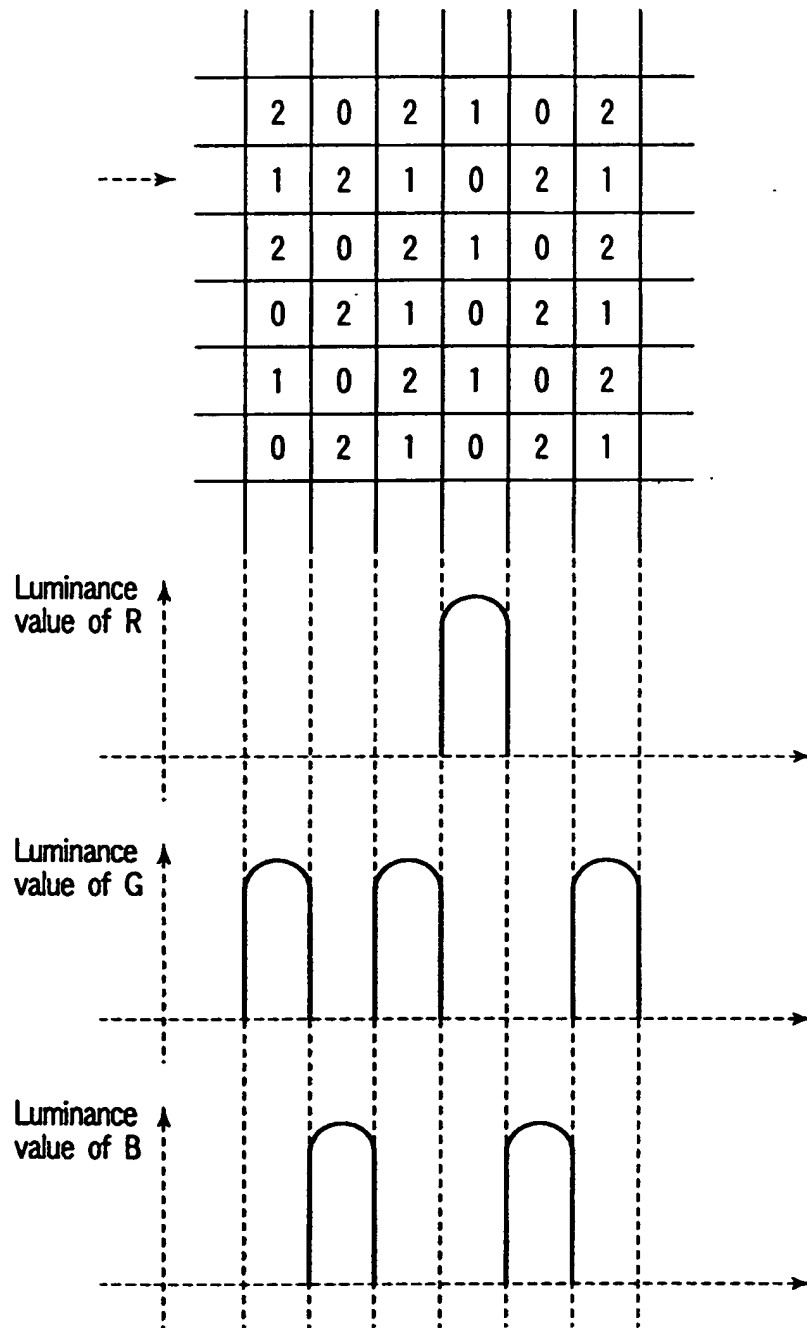 2 0 2 1 0 2
1 2 1 0 2 1
2 0 2 1 0 2
0 2 1 0 2 1
1 0 2 1 0 2
0 2 1 0 2 1
Luminance
value of R
Luminance
value of G
Luminance
value of B